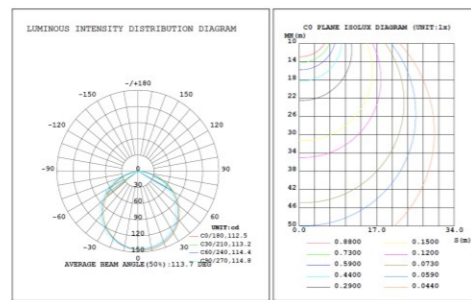 LUMINOUS INTENSITY DISTRIBUTION DIAGRAM
-/+180
-150 150
-120 120
-90 90
0
30
60
90
120
150
-60 60
-30 30
0
UNIT:cd
C0/180,112.5
C30/210,113.2
C60/240,114.4
C90/270,114.8
AVERAGE BEAM ANGLE(50%):113.7 DEG
C0 PLANE ISOLUX DIAGRAM (UNIT:lx)
MH(m)
10
14
18
22
26
30
34
38
42
46
50
0.0 17.0 34.0
S(m)
0.8800 0.1500
0.7300 0.1200
0.5900 0.0730
0.4400 0.0590
0.2900 0.0440